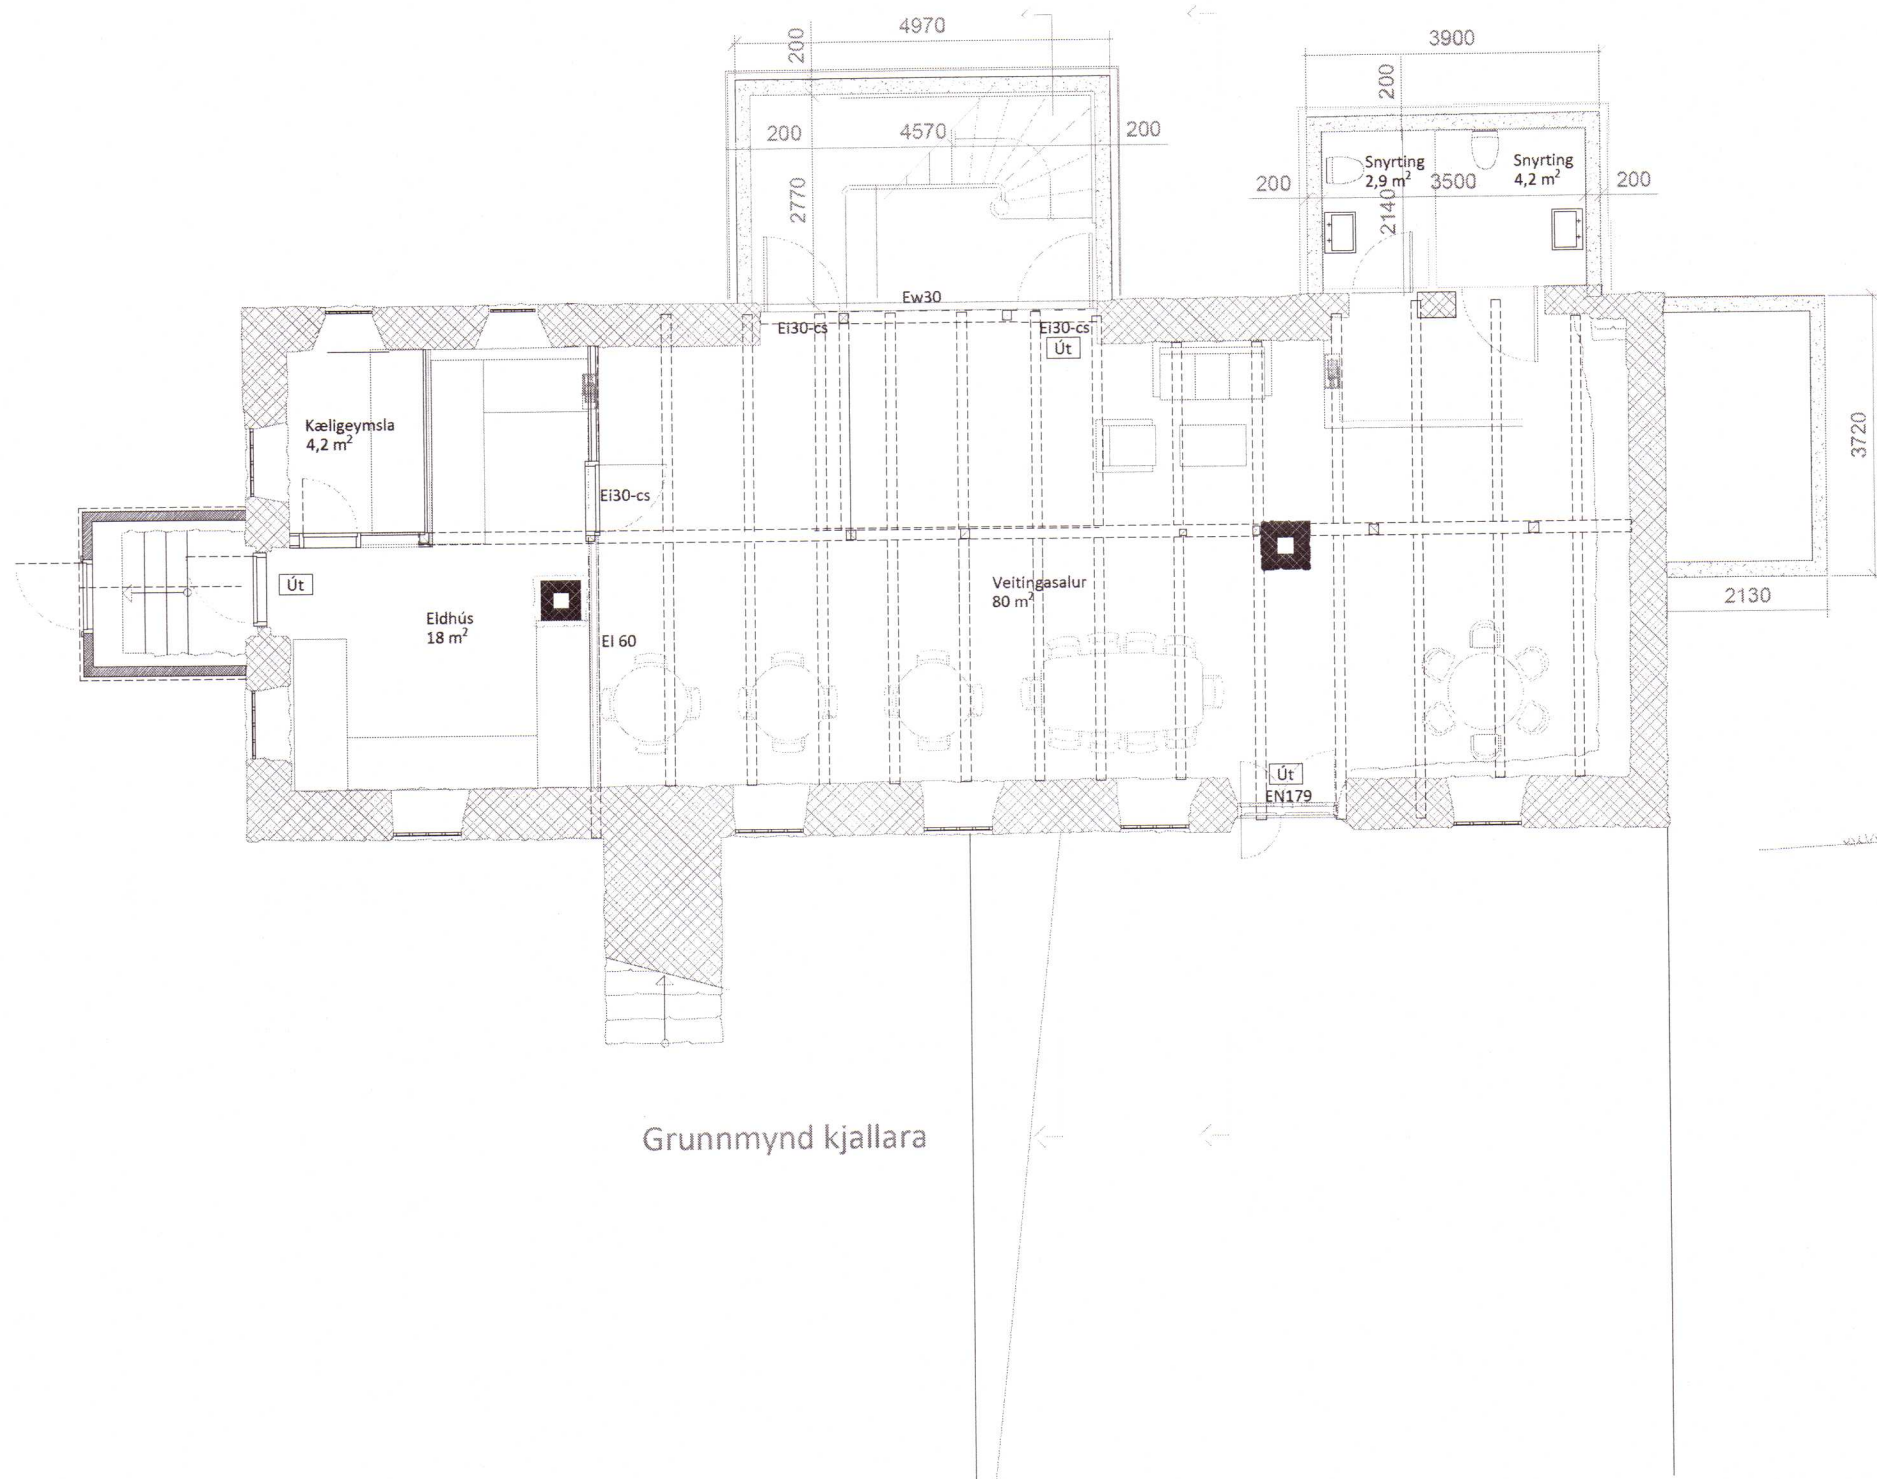 4970
200
3900
200
200
4570
200
2770
Snyrting
2,9 m²
Snyrting
4,2 m²
200
3500
200
2140
Ew30
Ei30-cs
Ei30-cs
Út
Kæligeymsla
4,2 m²
3720
Ei30-cs
Út
Veitingasalur
80 m²
2130
Eldhús
18 m²
EI 60
Út
EN179
Grunnmynd kjallara